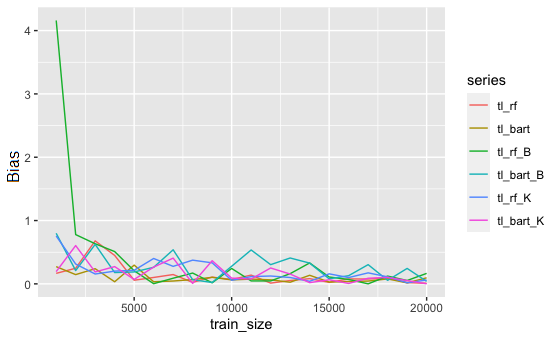 4
3
2
1
0
Bias
5000 10000 15000 20000
train_size
series
tl_rf
tl_bart
tl_rf_B
tl_bart_B
tl_rf_K
tl_bart_K